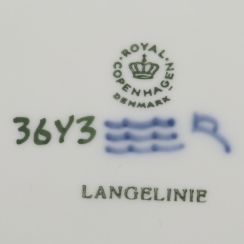 ROYAL
COPENHAGEN
DENMARK
36Y3
LANGELINIE